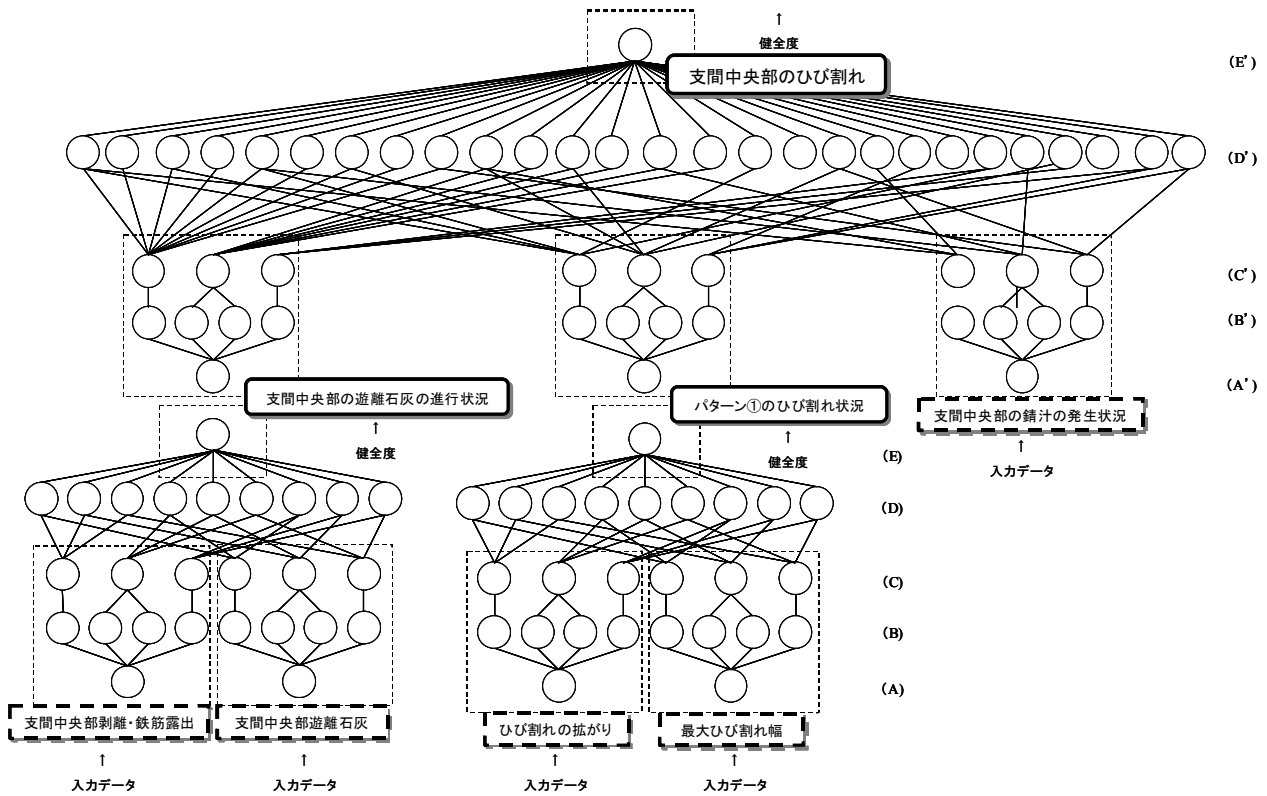 ↑
健全度
支間中央部のひび割れ
(E')
(D')
(C')
(B')
(A')
支間中央部の遊離石灰の進行状況
↑
健全度
パターン①のひび割れ状況
↑
健全度
支間中央部の錆汁の発生状況
↑
入力データ
(E)
(D)
(C)
(B)
(A)
支間中央部剥離・鉄筋露出
↑
入力データ
支間中央部遊離石灰
↑
入力データ
ひび割れの拡がり
↑
入力データ
最大ひび割れ幅
↑
入力データ